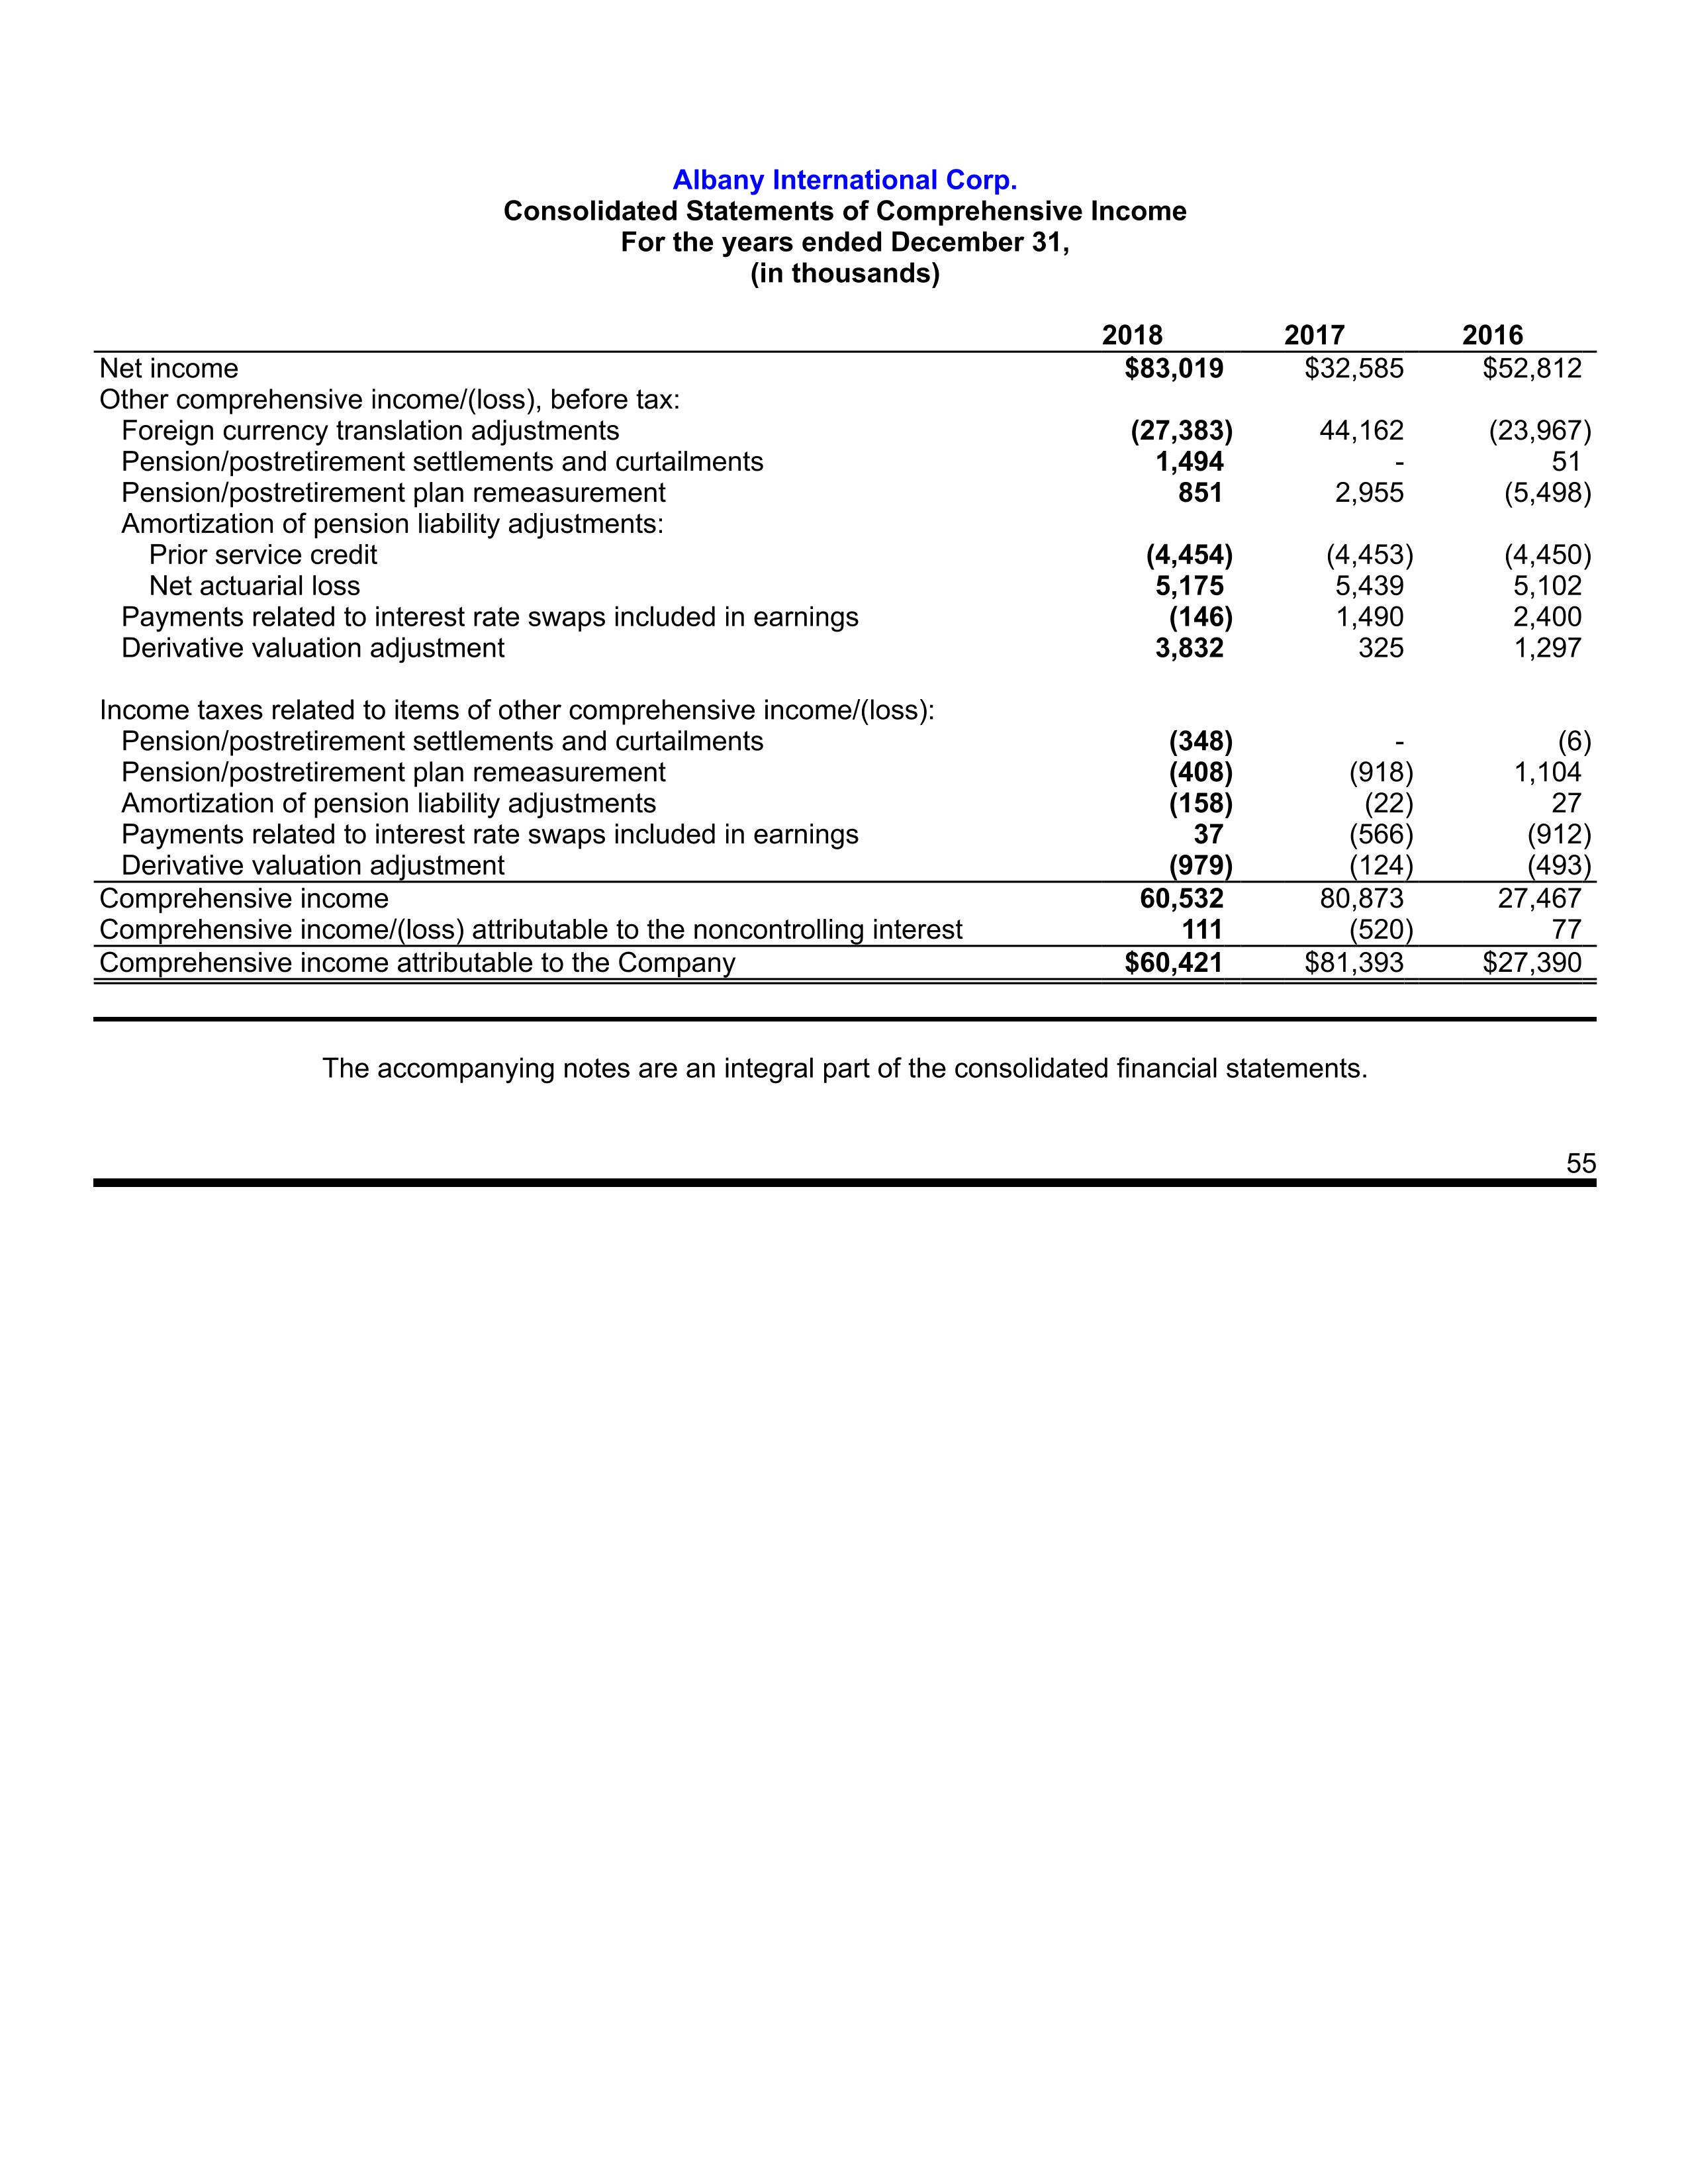 Albany International Corp.
Consolidated Statements of Comprehensive Income
For the years ended December 31,
(in thousands)
2018 2017 2016
Net income $83,019 $32,585 $52,812
Other comprehensive income/(loss), before tax:
Foreign currency translation adjustments (27,383) 44,162 (23,967)
Pension/postretirement settlements and curtailments 1,494 - 51
Pension/postretirement plan remeasurement 851 2,955 (5,498)
Amortization of pension liability adjustments:
Prior service credit (4,454) (4,453) (4,450)
Net actuarial loss 5,175 5,439 5,102
Payments related to interest rate swaps included in earnings (146) 1,490 2,400
Derivative valuation adjustment 3,832 325 1,297
Income taxes related to items of other comprehensive income/(loss):
Pension/postretirement settlements and curtailments (348) - (6)
Pension/postretirement plan remeasurement (408) (918) 1,104
Amortization of pension liability adjustments (158) (22) 27
Payments related to interest rate swaps included in earnings 37 (566) (912)
Derivative valuation adjustment (979) (124) (493)
Comprehensive income 60,532 80,873 27,467
Comprehensive income/(loss) attributable to the noncontrolling interest 111 (520) 77
Comprehensive income attributable to the Company $60,421 $81,393 $27,390
The accompanying notes are an integral part of the consolidated financial statements.
55